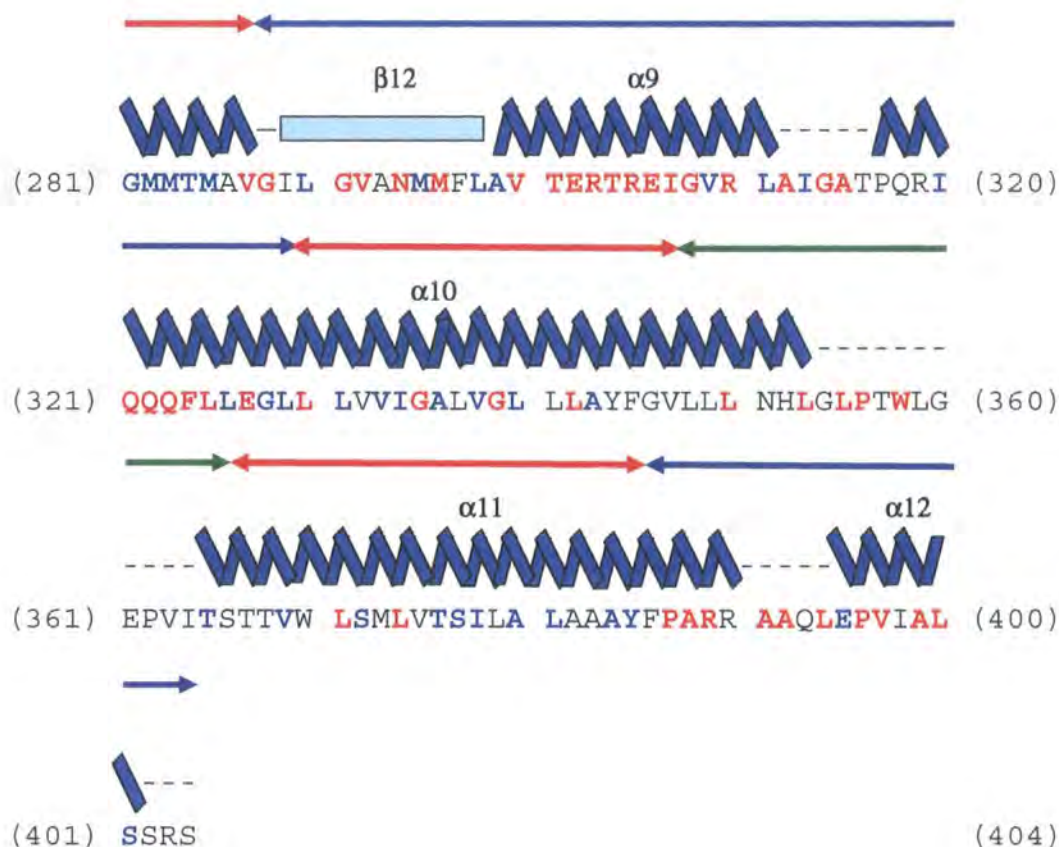 β12 α9
(281) GMMTMAVGIL GVANMMFLAV TERTREIGVR LAIGATPQRI (320)
α10
(321) QQQFLLEGLL LVVIGALVGL LLAYFGVLLL NHLGLPTWLG (360)
α11 α12
(361) EPVITSTTVW LSMLVTSILA LAAAYFPARR AAQLEPVIAL (400)
(401) SSRS (404)